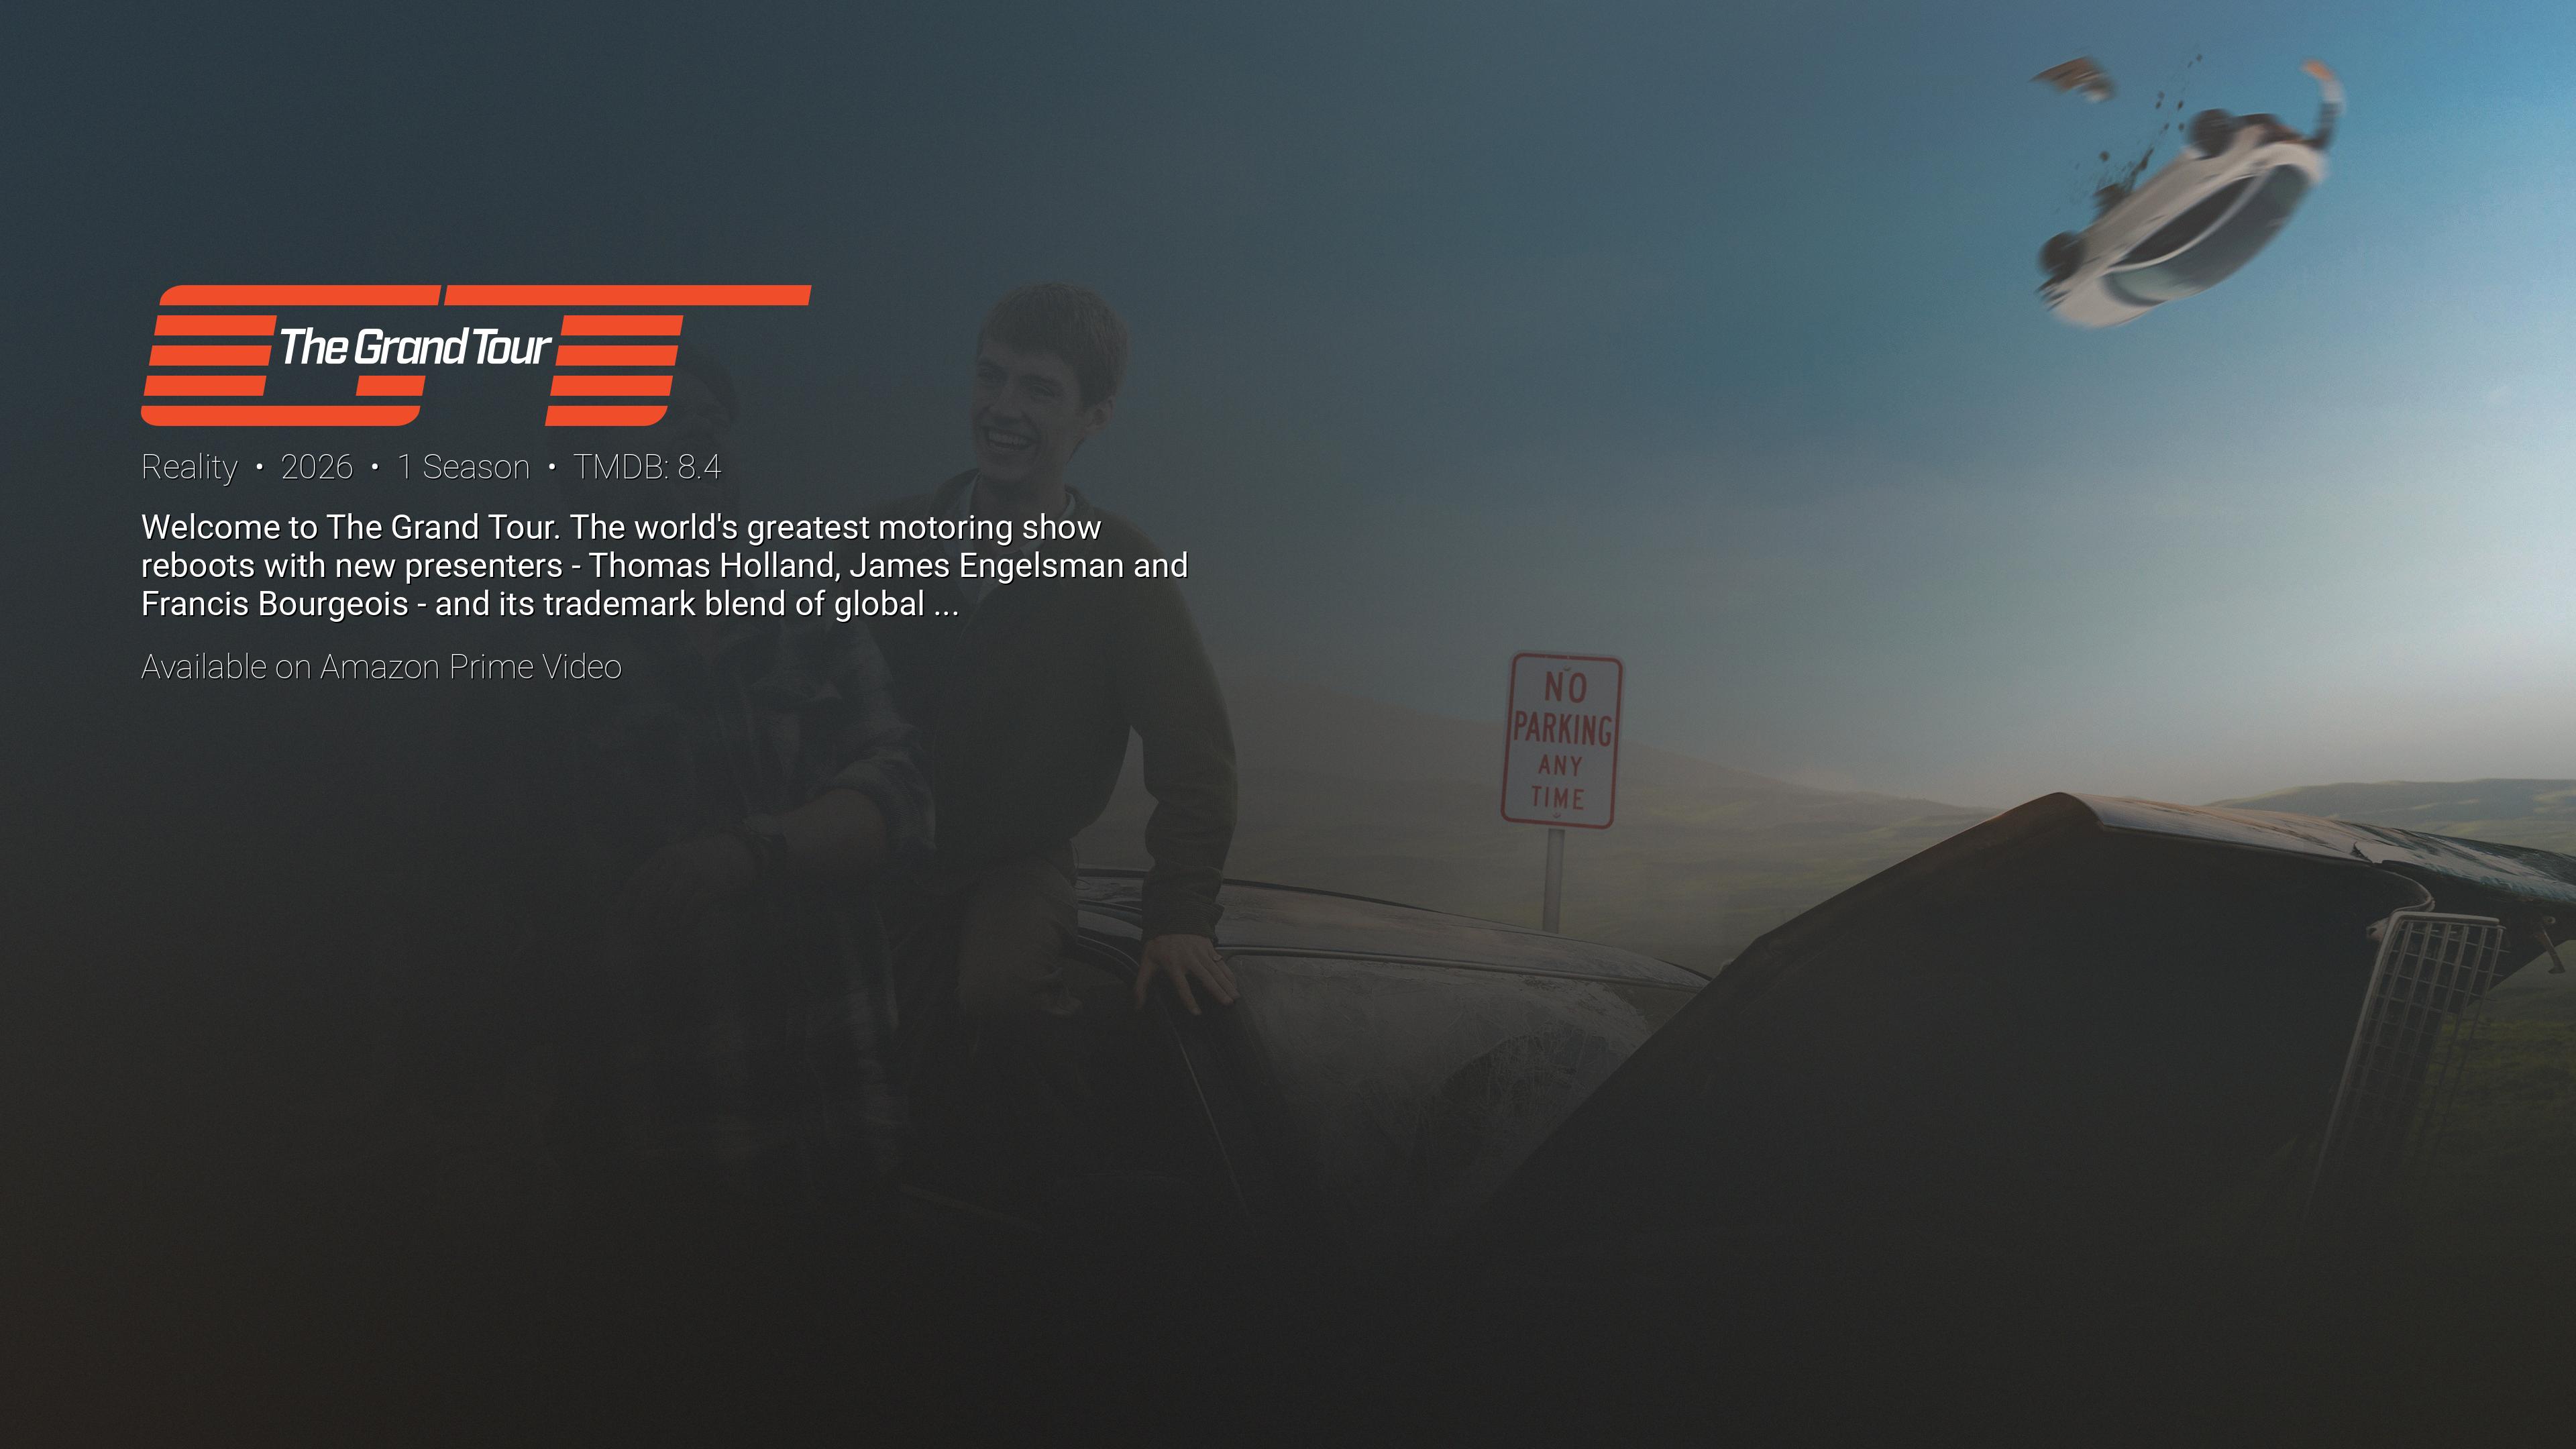 The Grand Tour
Reality • 2026 • 1 Season • TMDB: 8.4
Welcome to The Grand Tour. The world's greatest motoring show
reboots with new presenters - Thomas Holland, James Engelsman and
Francis Bourgeois - and its trademark blend of global ...
Available on Amazon Prime Video
NO
PARKING
ANY
TIME